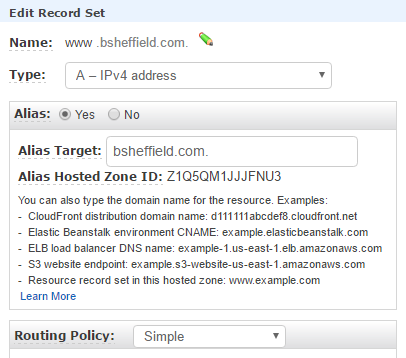 Edit Record Set
Name: www .bsheffield.com.
Type: A – IPv4 address
Alias: Yes No
Alias Target: bsheffield.com.
Alias Hosted Zone ID: Z1Q5QM1JJJFNU3
You can also type the domain name for the resource. Examples:
- CloudFront distribution domain name: d111111abcdef8.cloudfront.net
- Elastic Beanstalk environment CNAME: example.elasticbeanstalk.com
- ELB load balancer DNS name: example-1.us-east-1.elb.amazonaws.com
- S3 website endpoint: example.s3-website-us-east-1.amazonaws.com
- Resource record set in this hosted zone: www.example.com
Learn More
Routing Policy: Simple